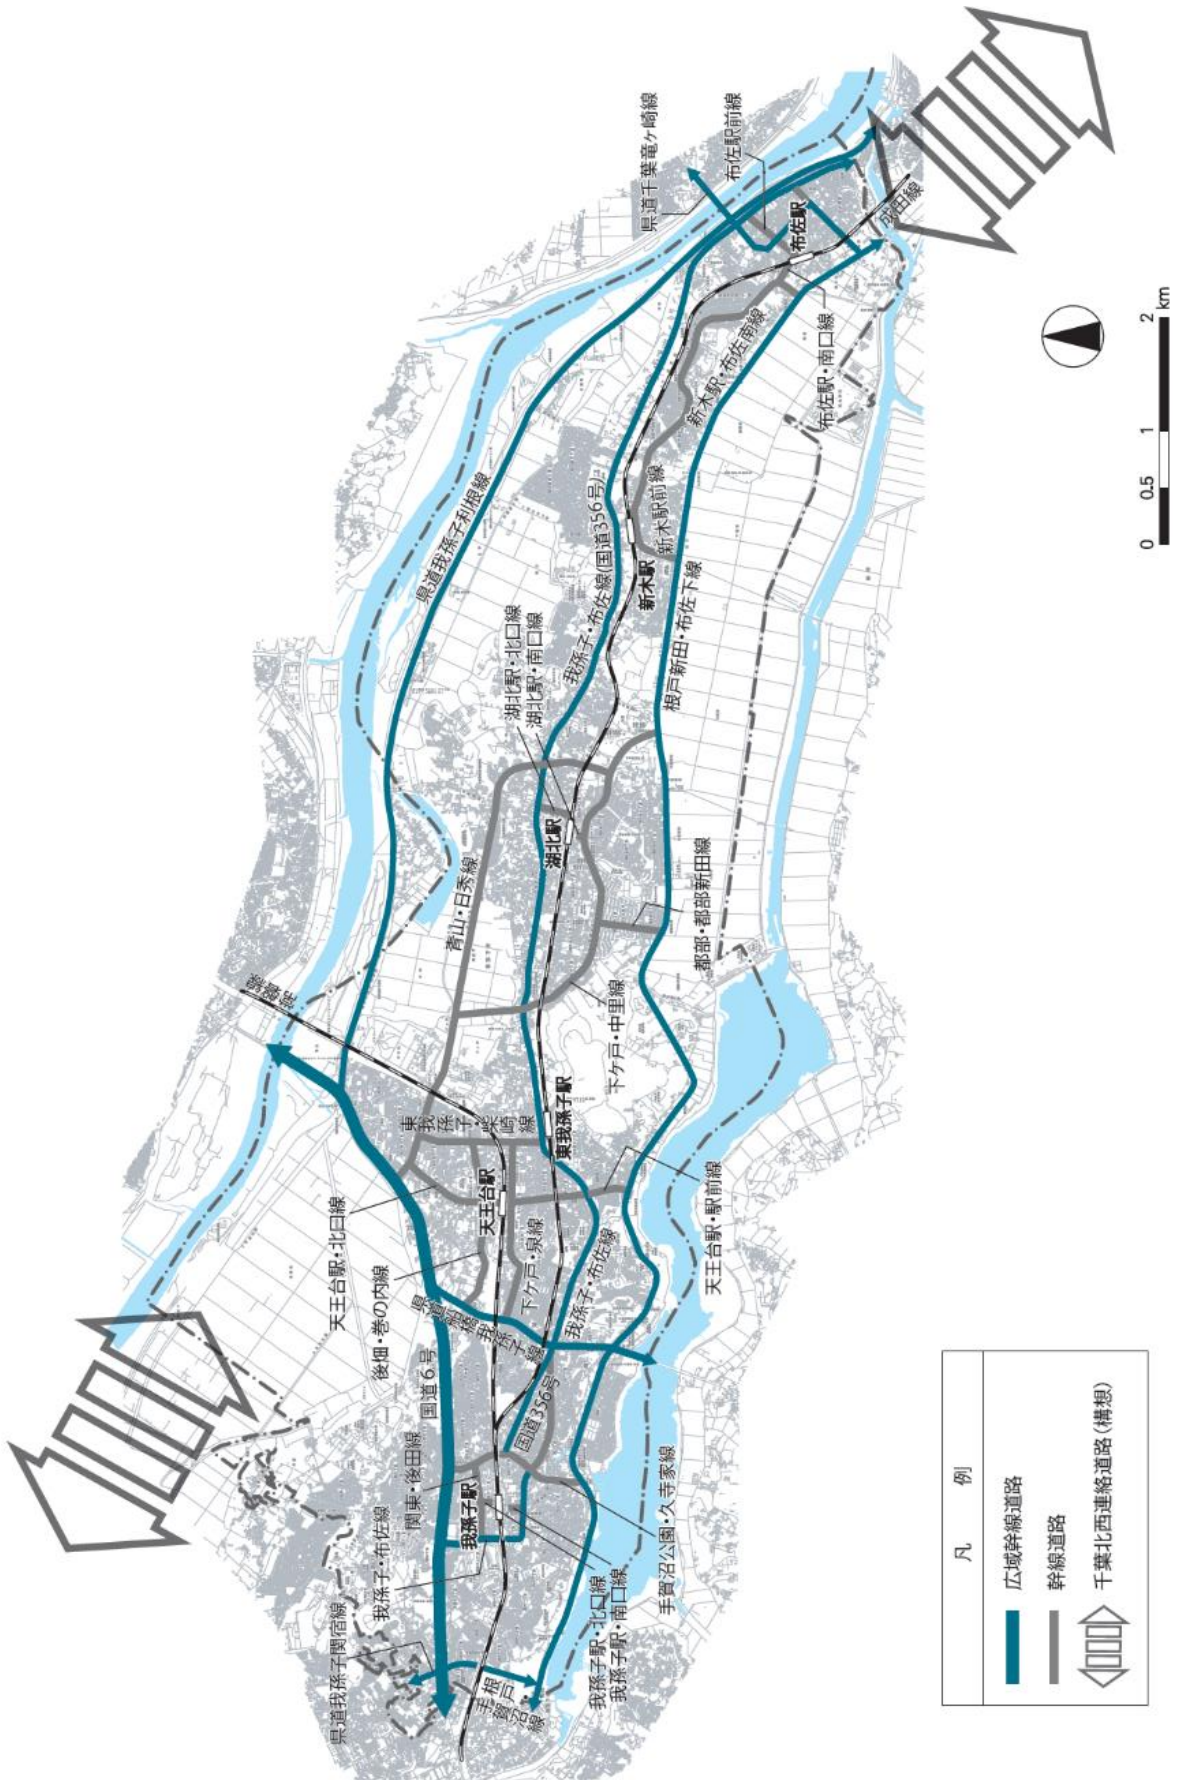 県道我孫子関宿線
我孫子・布佐線
関東・後田線
国道6号
後畑・巻の内線
天王台駅・北口線
常磐線
県道我孫子利根線
県道千葉竜ケ崎線
布佐駅前線
根戸・
手賀沼線
我孫子駅
国道356号
県道船橋我孫子線
下ケ戸・泉線
天王台駅
東我孫子・柴崎線
東我孫子駅
青山・日秀線
湖北駅
湖北駅・北口線
湖北駅・南口線
我孫子・布佐線(国道356号)
新木駅
新木駅前線
新木駅・布佐南線
布佐駅
成田線
我孫子駅・北口線
我孫子駅・南口線
手賀沼公園・久寺家線
我孫子・布佐線
天王台駅・駅前線
下ケ戸・中里線
都部・都部新田線
根戸新田・布佐下線
布佐駅・南口線
凡例
広域幹線道路
幹線道路
千葉北西連絡道路(構想)
0 0.5 1 2 km